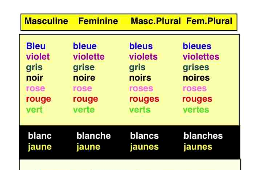 Masculine Feminine Masc.Plural Fem.Plural
Bleu bleue bleus bleues
violet violette violets violettes
gris grise gris grises
noir noire noirs noires
rose rose roses roses
rouge rouge rouges rouges
vert verte verts vertes
blanc blanche blancs blanches
jaune jaune jaunes jaunes